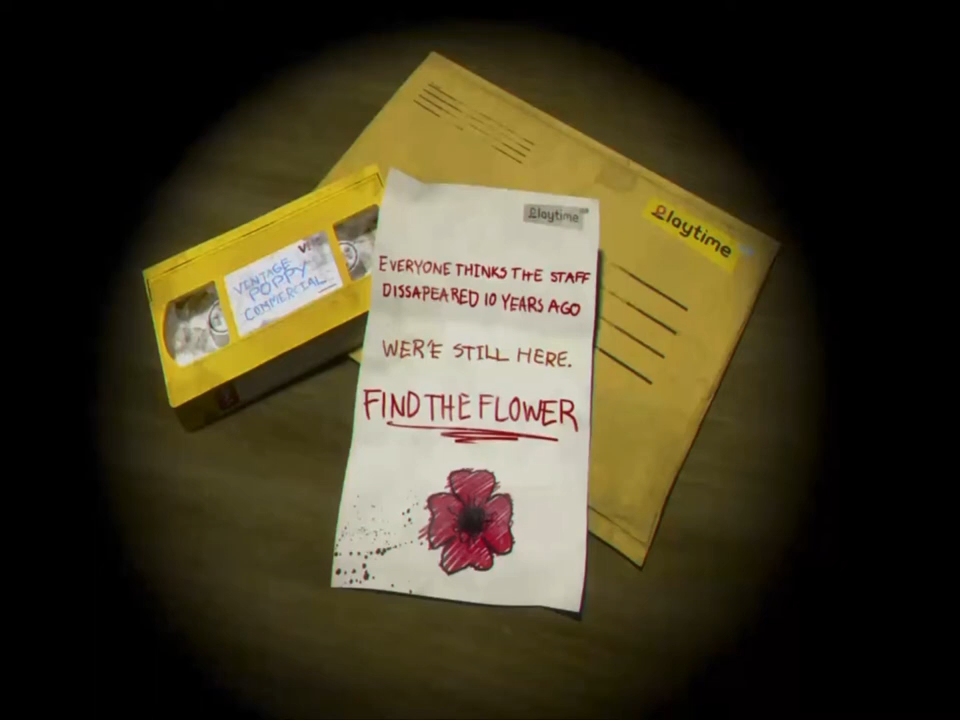 VINTAGE
POPPY
COMMERCIAL
Playtime
EVERYONE THINKS THE STAFF
DISSAPEARED 10 YEARS AGO
WER'E STILL HERE.
FIND THE FLOWER
Playtime